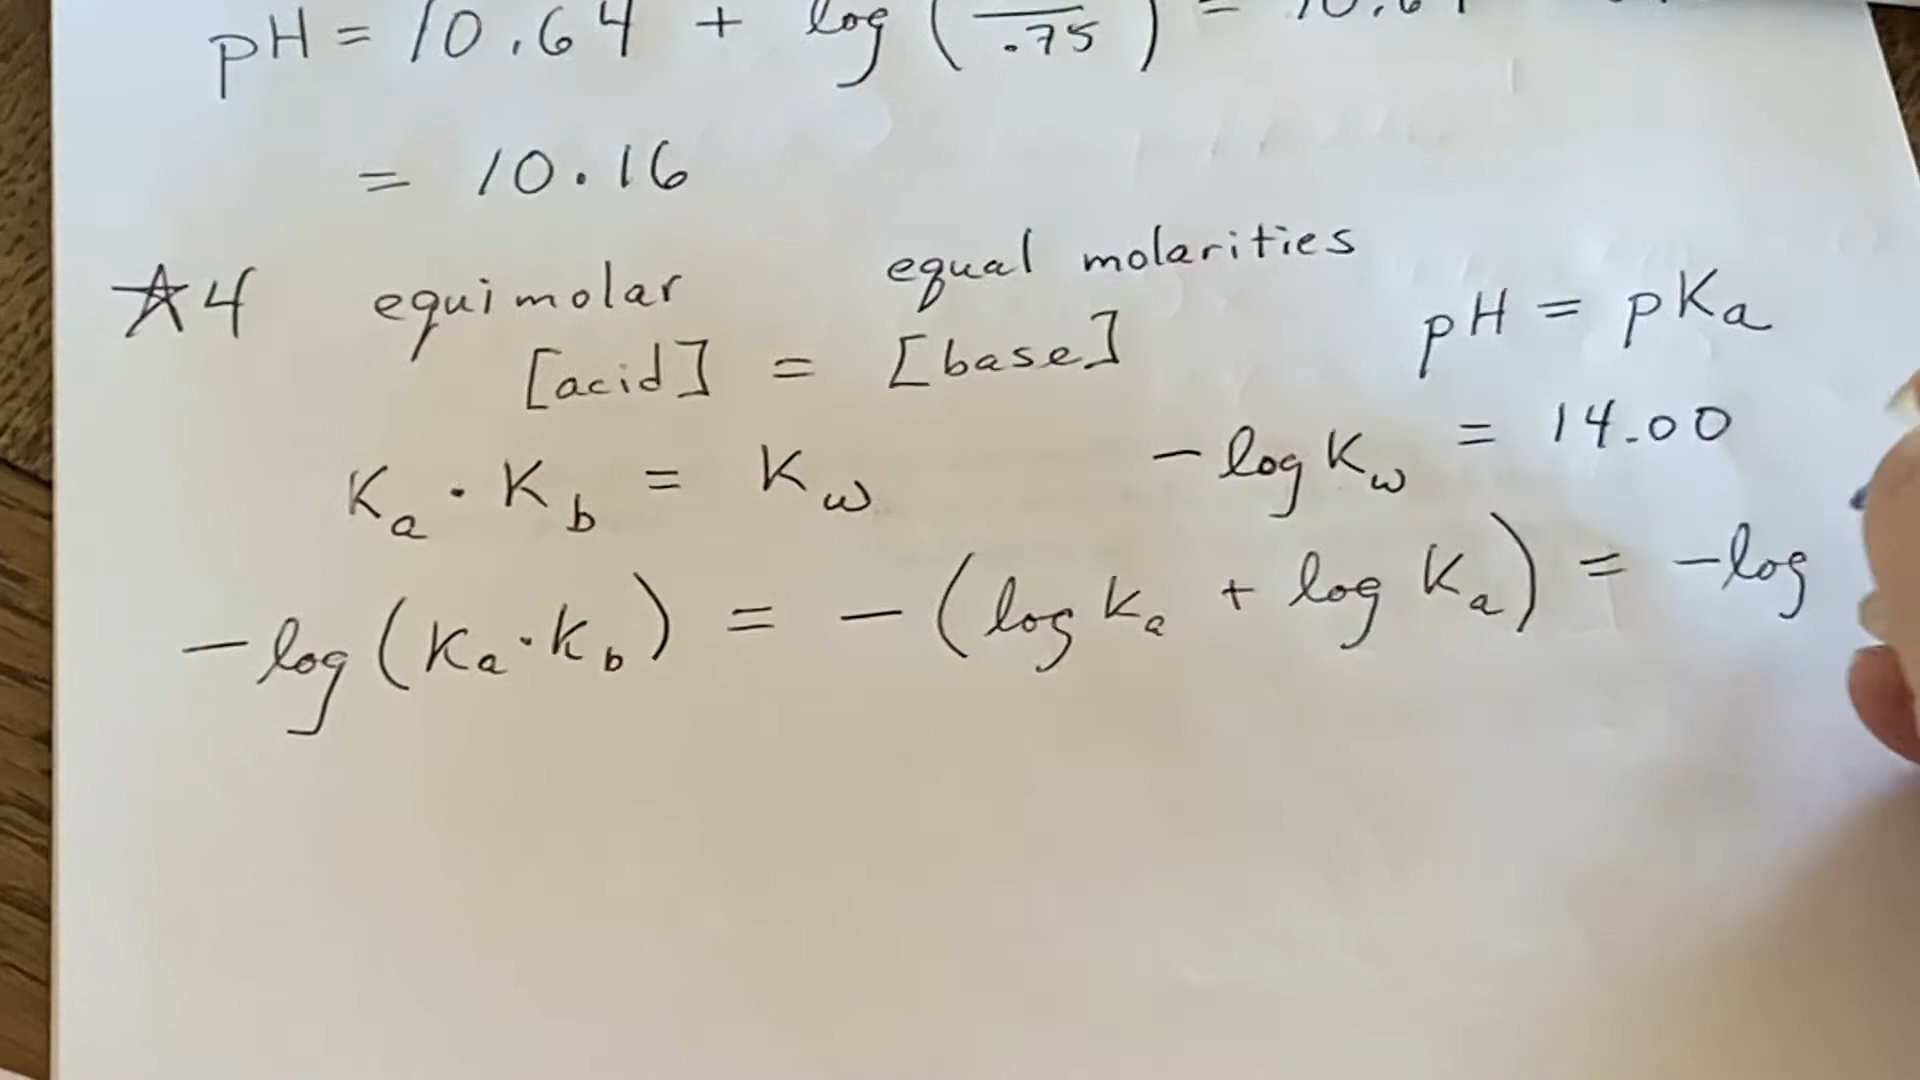 pH = 10.64 + log ( / .75 ) =
= 10.16
☆4 equimolar equal molarities
[acid] = [base] pH = pKa
Ka · Kb = Kw -log Kw = 14.00
-log (Ka·Kb) = -(log Ka + log Ka) = -log